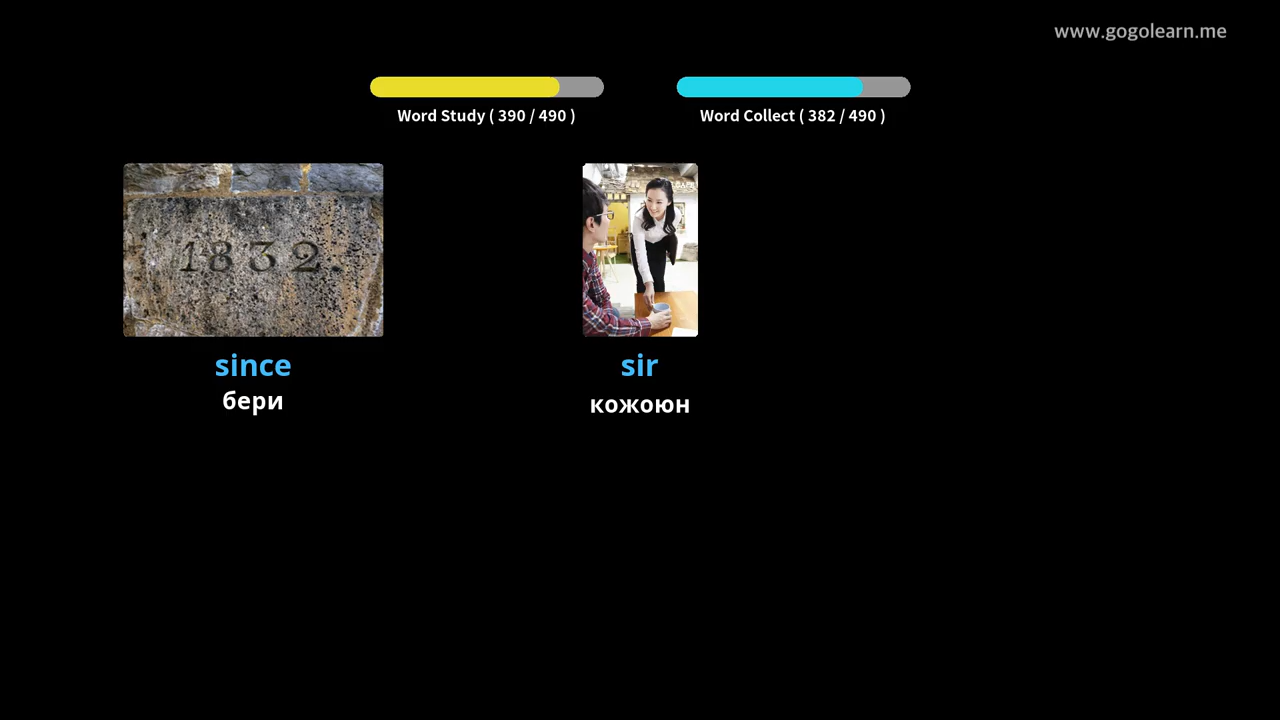 www.gogolearn.me
Word Study ( 390 / 490 )
Word Collect ( 382 / 490 )
1832.
since
бери
sir
кожоюн